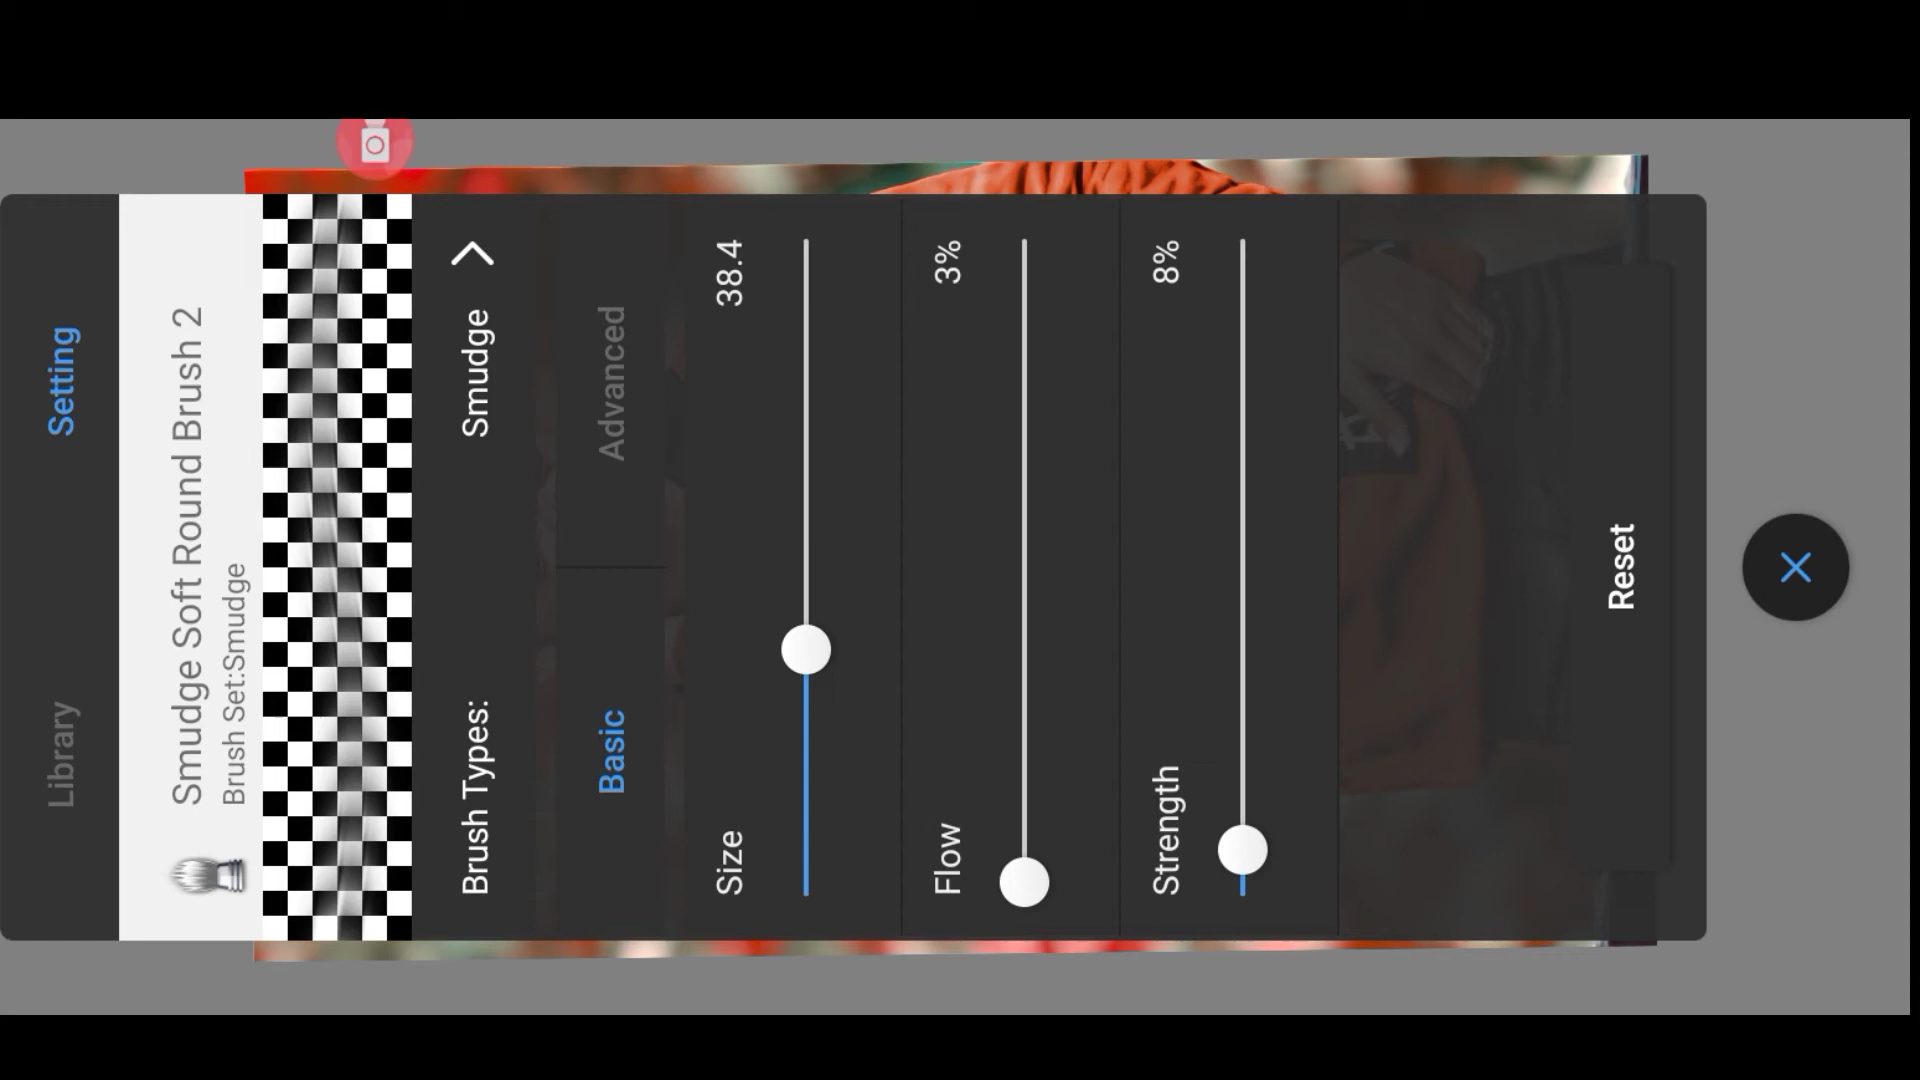 Library Setting
Smudge Soft Round Brush 2
Brush Set:Smudge
Brush Types: Smudge
Basic Advanced
Size 38.4
Flow 3%
Strength 8%
Reset